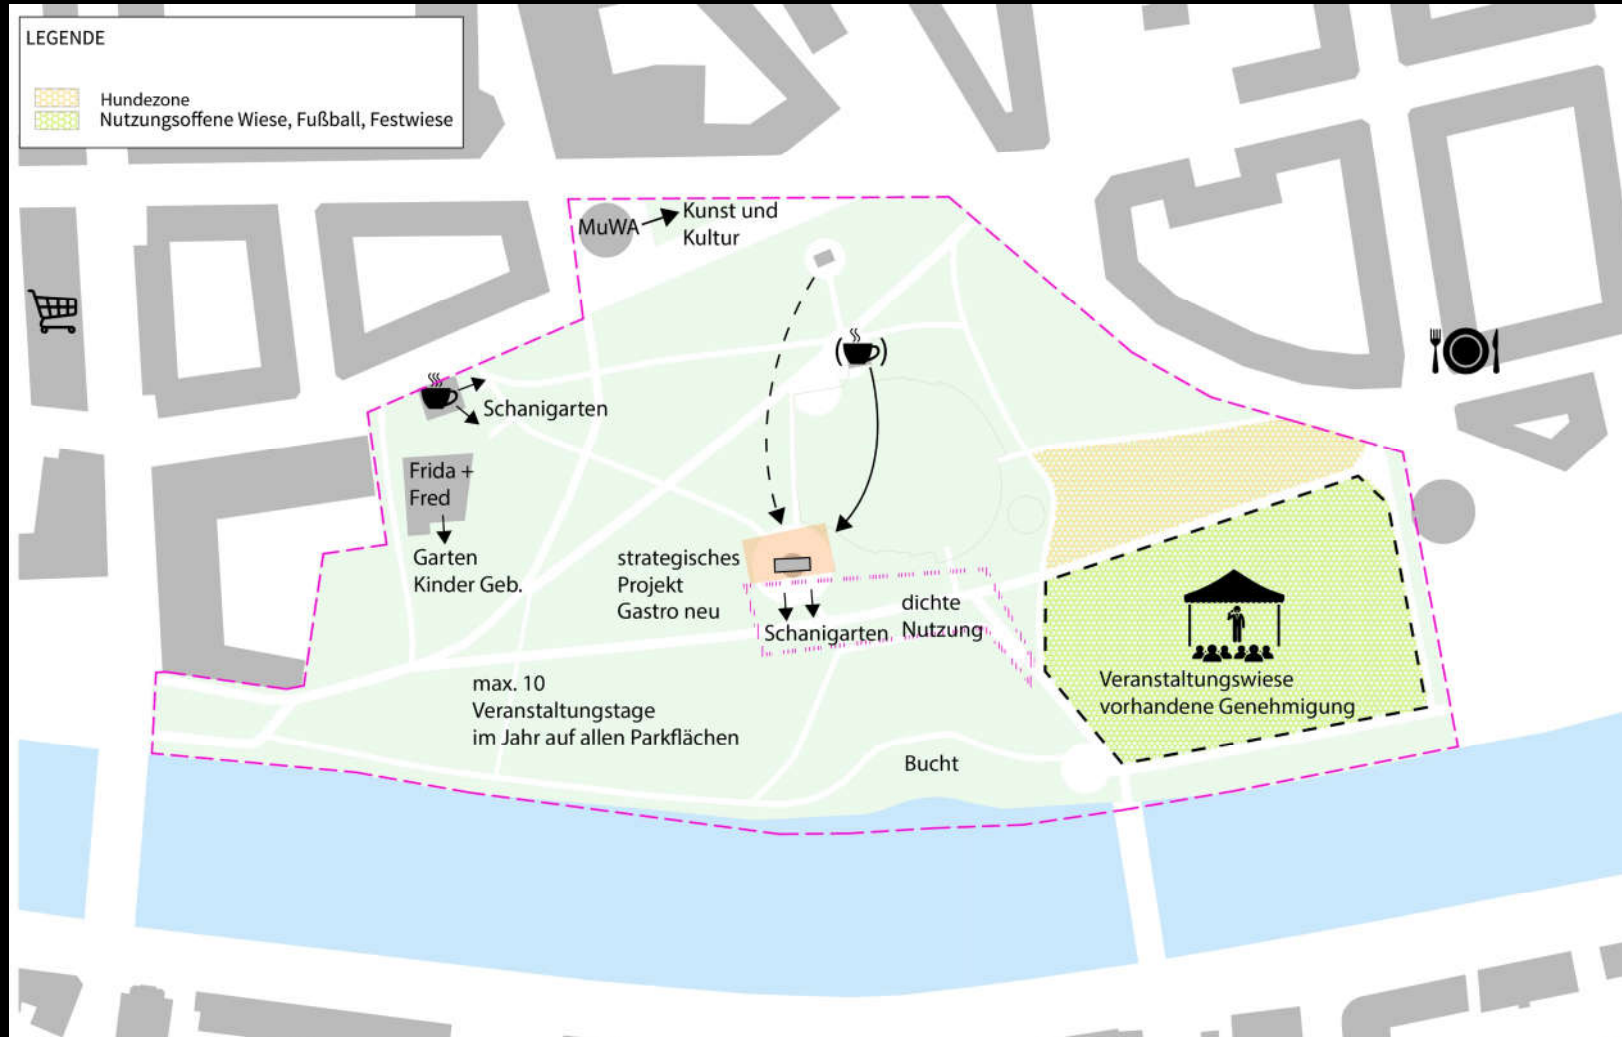 LEGENDE
Hundezone
Nutzungsoffene Wiese, Fußball, Festwiese
MuWA
Kunst und
Kultur
Schanigarten
Frida +
Fred
Garten
Kinder Geb.
strategisches
Projekt
Gastro neu
Schanigarten
dichte
Nutzung
max. 10
Veranstaltungstage
im Jahr auf allen Parkflächen
Bucht
Veranstaltungswiese
vorhandene Genehmigung